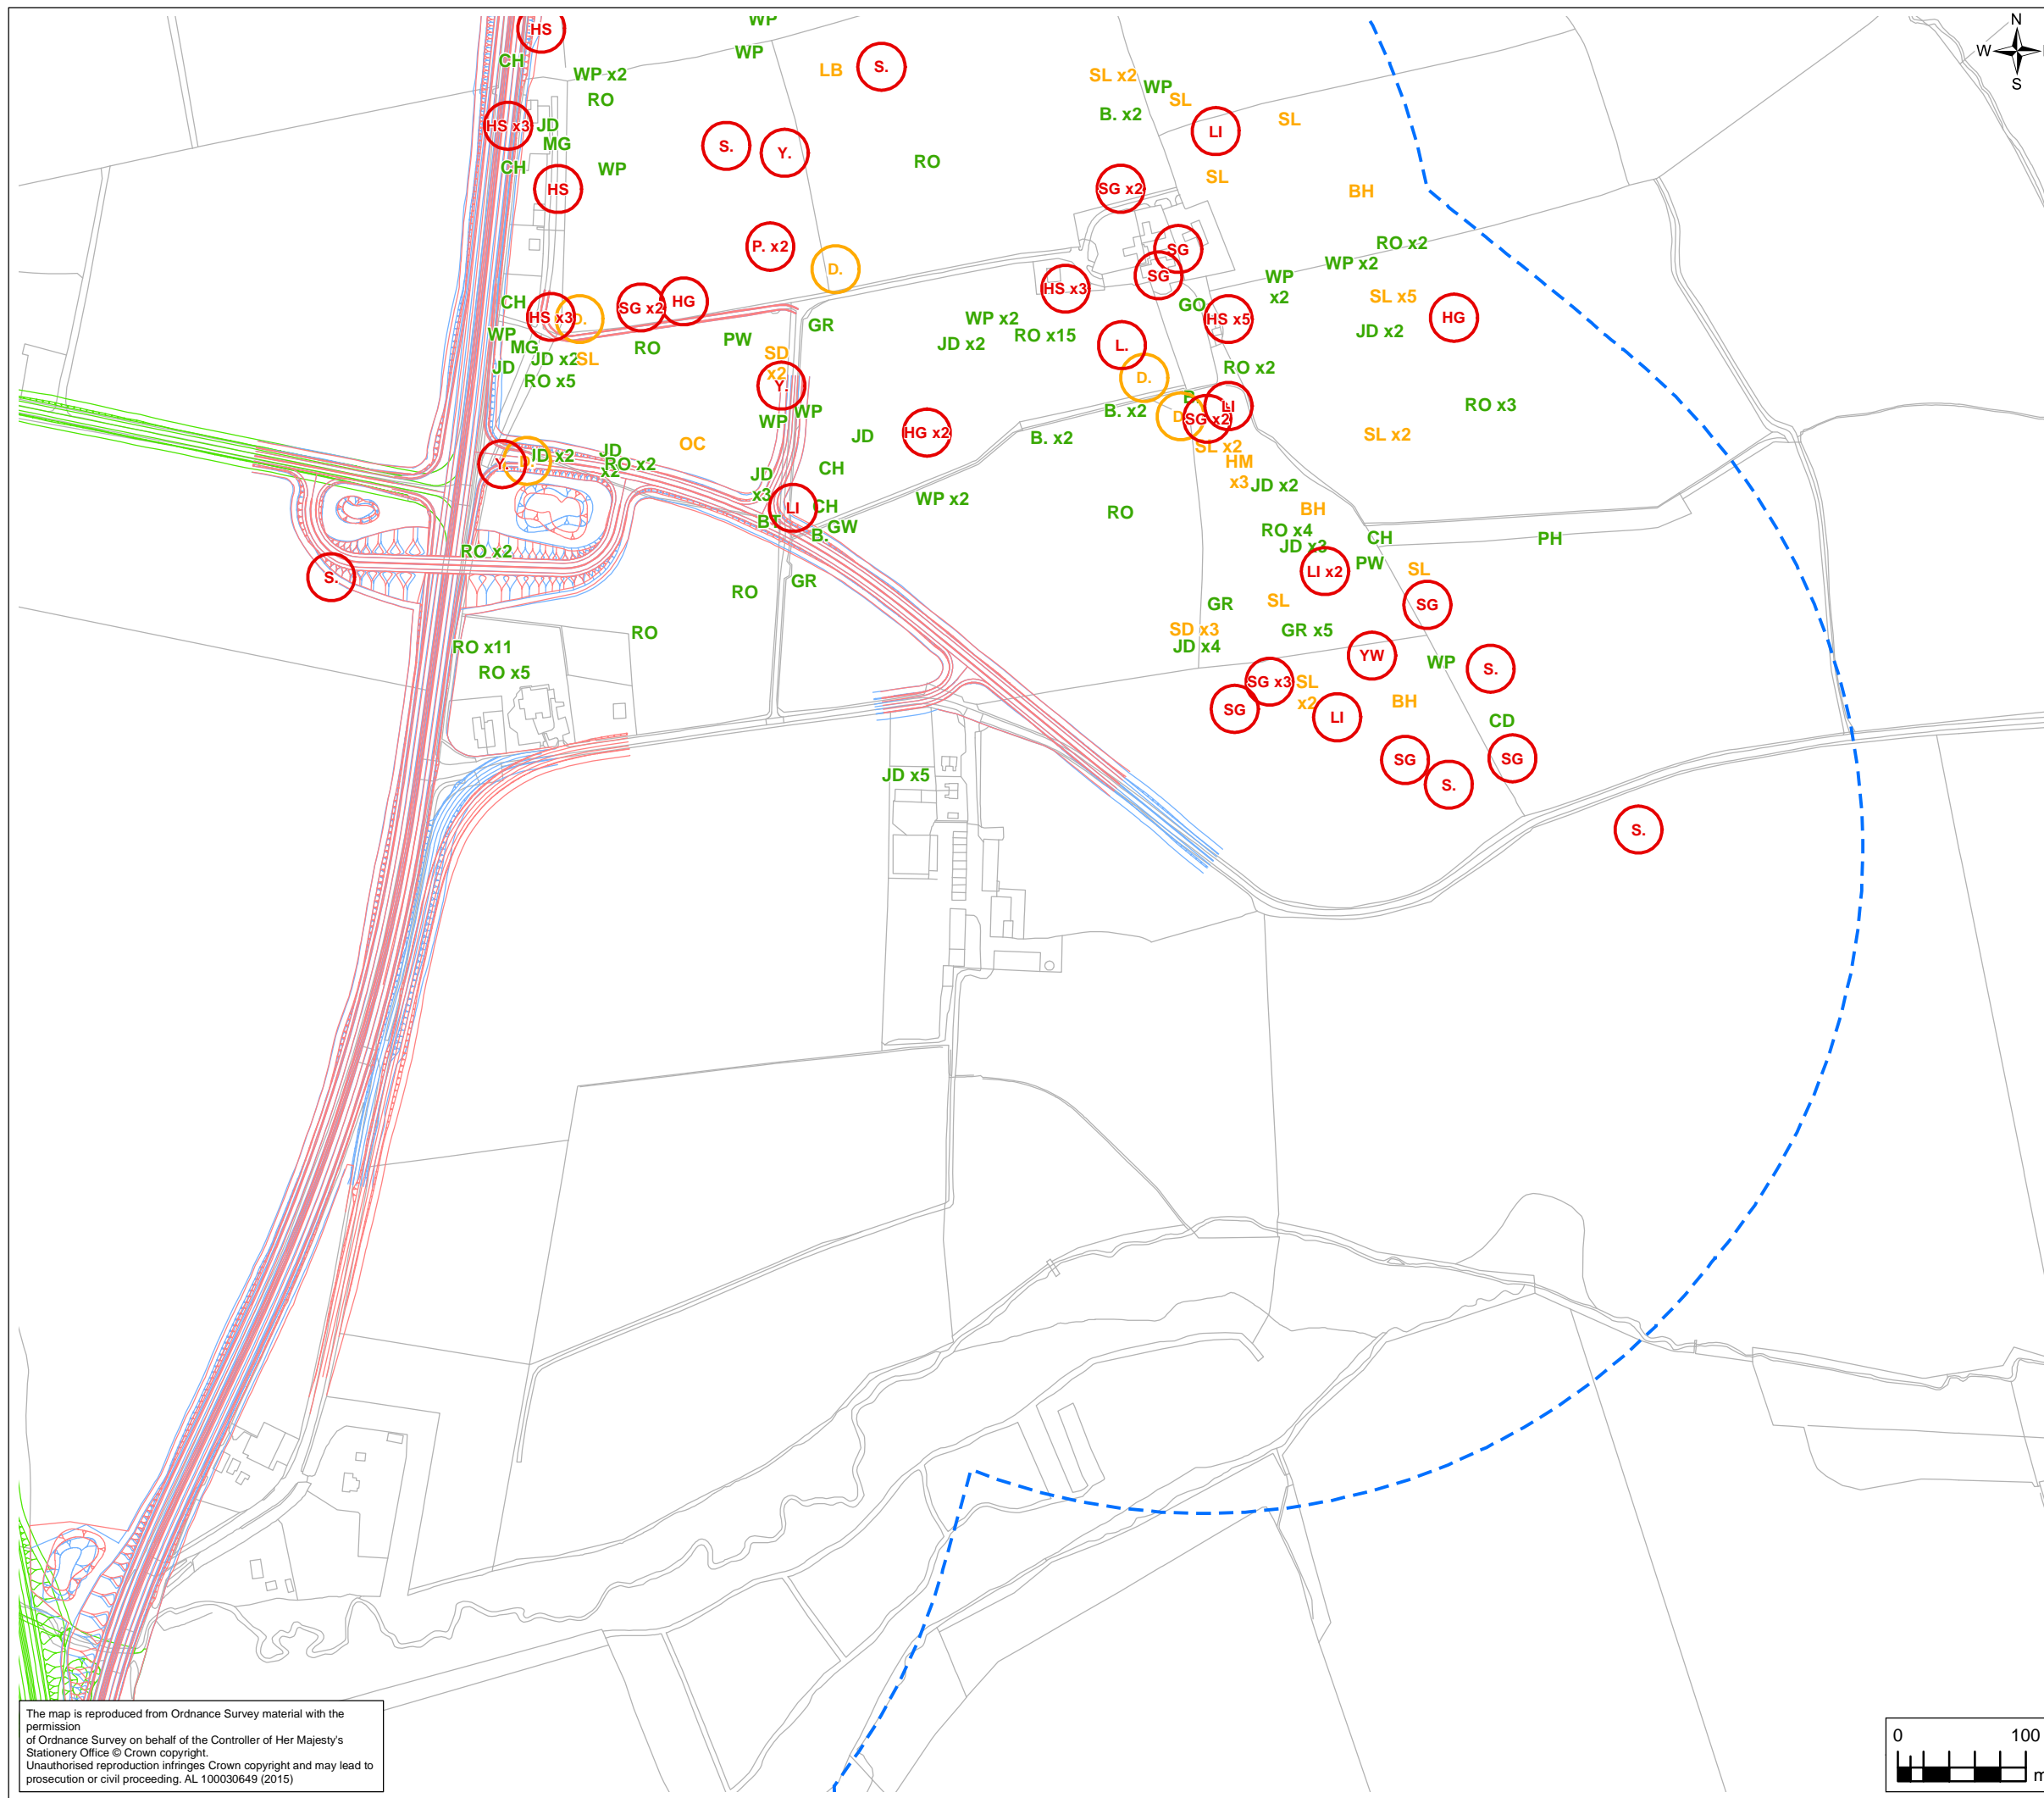 WP
HS
N
W
S
CH
WP
WP x2
LB
S.
SL x2
WP
RO
SL
B. x2
SL
HS x3
JD
LI
MG
S.
Y.
RO
CH
WP
SL
HS
SG x2
BH
P. x2
SG
RO x2
D.
WP x2
SG
WP
x2
HS x3
SL x5
CH
HS x3
D.
SG x2
HG
GO
HS x5
HG
WP
GR
WP x2
RO x15
JD x2
PW
MG
RO
JD x2
L.
JD x2
SL
SD
x2
JD
RO x5
Y.
D.
RO x2
B.
WP
WP
B. x2
LI
RO x3
SG x2
JD
HG x2
B. x2
SL x2
OC
SL x2
Y.
D.
JD x2
JD
x2
RO x2
HM
x3
CH
JD
x3
JD x2
WP x2
LI
CH
RO
BH
BT
GW
B.
RO x4
CH
PH
RO x2
JD x3
PW
S.
LI x2
SL
RO
GR
SL
GR
SG
RO
SD x3
GR x5
RO x11
JD x4
YW
WP
S.
RO x5
SG x3
SL
x2
SG
LI
BH
CD
JD x5
SG
SG
S.
S.
The map is reproduced from Ordnance Survey material with the
permission
of Ordnance Survey on behalf of the Controller of Her Majesty's
Stationery Office © Crown copyright.
Unauthorised reproduction infringes Crown copyright and may lead to
prosecution or civil proceeding. AL 100030649 (2015)
0 100
m